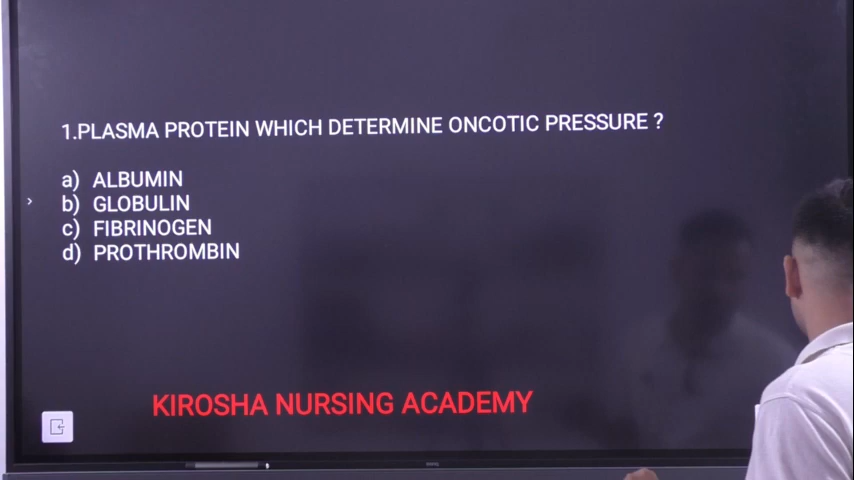 1.PLASMA PROTEIN WHICH DETERMINE ONCOTIC PRESSURE ?
a) ALBUMIN
b) GLOBULIN
c) FIBRINOGEN
d) PROTHROMBIN
KIROSHA NURSING ACADEMY